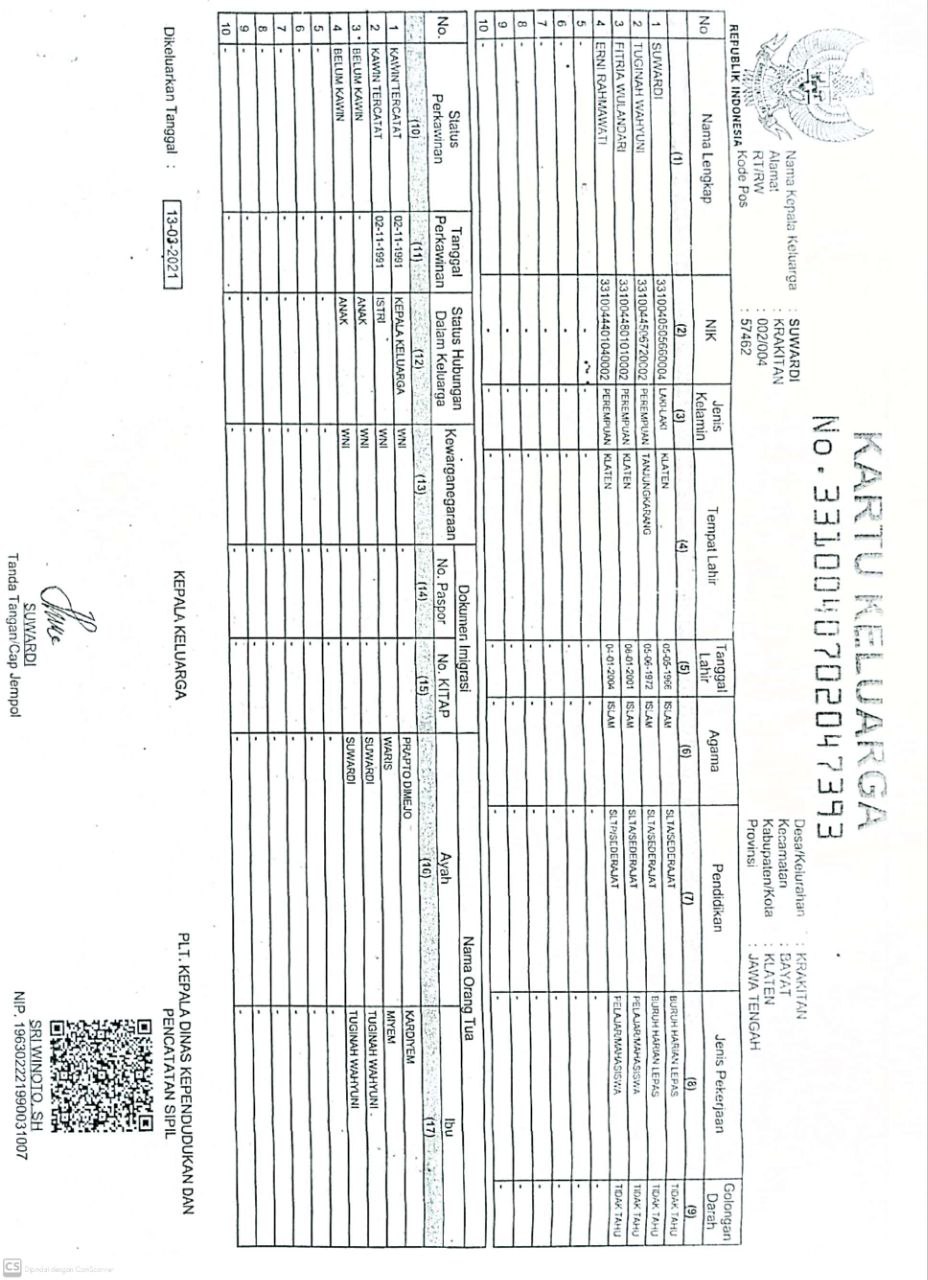 KARTU KELUARGA
No. 3310040702047393
REPUBLIK INDONESIA
Nama Kepala Keluarga : SUWARDI
Alamat : KRAKITAN
RT/RW : 002/004
Kode Pos : 57462
Desa/Kelurahan : KRAKITAN
Kecamatan : BAYAT
Kabupaten/Kota : KLATEN
Provinsi : JAWA TENGAH
No Nama Lengkap NIK Jenis Kelamin Tempat Lahir Tanggal Lahir Agama Pendidikan Jenis Pekerjaan Golongan Darah
(1) (2) (3) (4) (5) (6) (7) (8) (9)
1 SUWARDI 3310040505660004 LAKI-LAKI KLATEN 05-05-1966 ISLAM SLTA/SEDERAJAT BURUH HARIAN LEPAS TIDAK TAHU
2 TUGINAH WAHYUNI 3310044506720002 PEREMPUAN TANJUNGKARANG 05-06-1972 ISLAM SLTA/SEDERAJAT BURUH HARIAN LEPAS TIDAK TAHU
3 FITRIA WULANDARI 3310044801010002 PEREMPUAN KLATEN 08-01-2001 ISLAM SLTA/SEDERAJAT PELAJAR/MAHASISWA TIDAK TAHU
4 ERNI RAHMAWATI 3310044401040002 PEREMPUAN KLATEN 04-01-2004 ISLAM SLTP/SEDERAJAT PELAJAR/MAHASISWA TIDAK TAHU
5 - - - - - - - - -
6 - - - - - - - - -
7 - - - - - - - - -
8 - - - - - - - - -
9 - - - - - - - - -
10 - - - - - - - - -
No. Status Perkawinan Tanggal Perkawinan Status Hubungan Dalam Keluarga Kewarganegaraan Dokumen Imigrasi Nama Orang Tua
No. Paspor No. KITAP Ayah Ibu
(10) (11) (12) (13) (14) (15) (16) (17)
1 KAWIN TERCATAT 02-11-1991 KEPALA KELUARGA WNI - - PRAPTO DIMEJO KARDIYEM
2 KAWIN TERCATAT 02-11-1991 ISTRI WNI - - WARIS MIYEM
3 BELUM KAWIN - ANAK WNI - - SUWARDI TUGINAH WAHYUNI
4 BELUM KAWIN - ANAK WNI - - SUWARDI TUGINAH WAHYUNI
5 - - - - - - - -
6 - - - - - - - -
7 - - - - - - - -
8 - - - - - - - -
9 - - - - - - - -
10 - - - - - - - -
Dikeluarkan Tanggal : 13-03-2021
KEPALA KELUARGA
SUWARDI
Tanda Tangan/Cap Jempol
PLT. KEPALA DINAS KEPENDUDUKAN DAN
PENCATATAN SIPIL
SRI WINOTO, SH
NIP. 196302221990031007
CS Dipindai dengan CamScanner